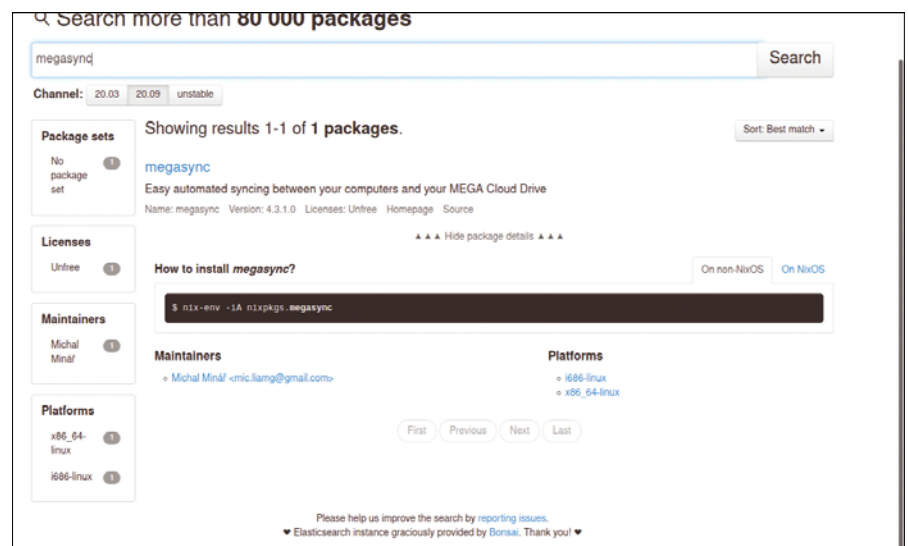 Search more than 80 000 packages
megasync
Search
Channel: 20.03 20.09 unstable
Package sets
No package set 1
Licenses
Unfree 1
Maintainers
Michal Minář 1
Platforms
x86_64-linux 1
i686-linux 1
Showing results 1-1 of 1 packages.
Sort: Best match
megasync
Easy automated syncing between your computers and your MEGA Cloud Drive
Name: megasync Version: 4.3.1.0 Licenses: Unfree Homepage Source
▲▲▲ Hide package details ▲▲▲
How to install megasync?
On non-NixOS On NixOS
$ nix-env -iA nixpkgs.megasync
Maintainers
Michal Minář <mic.liamg@gmail.com>
Platforms
i686-linux
x86_64-linux
First Previous Next Last
Please help us improve the search by reporting issues.
❤ Elasticsearch instance graciously provided by Bonsai. Thank you! ❤